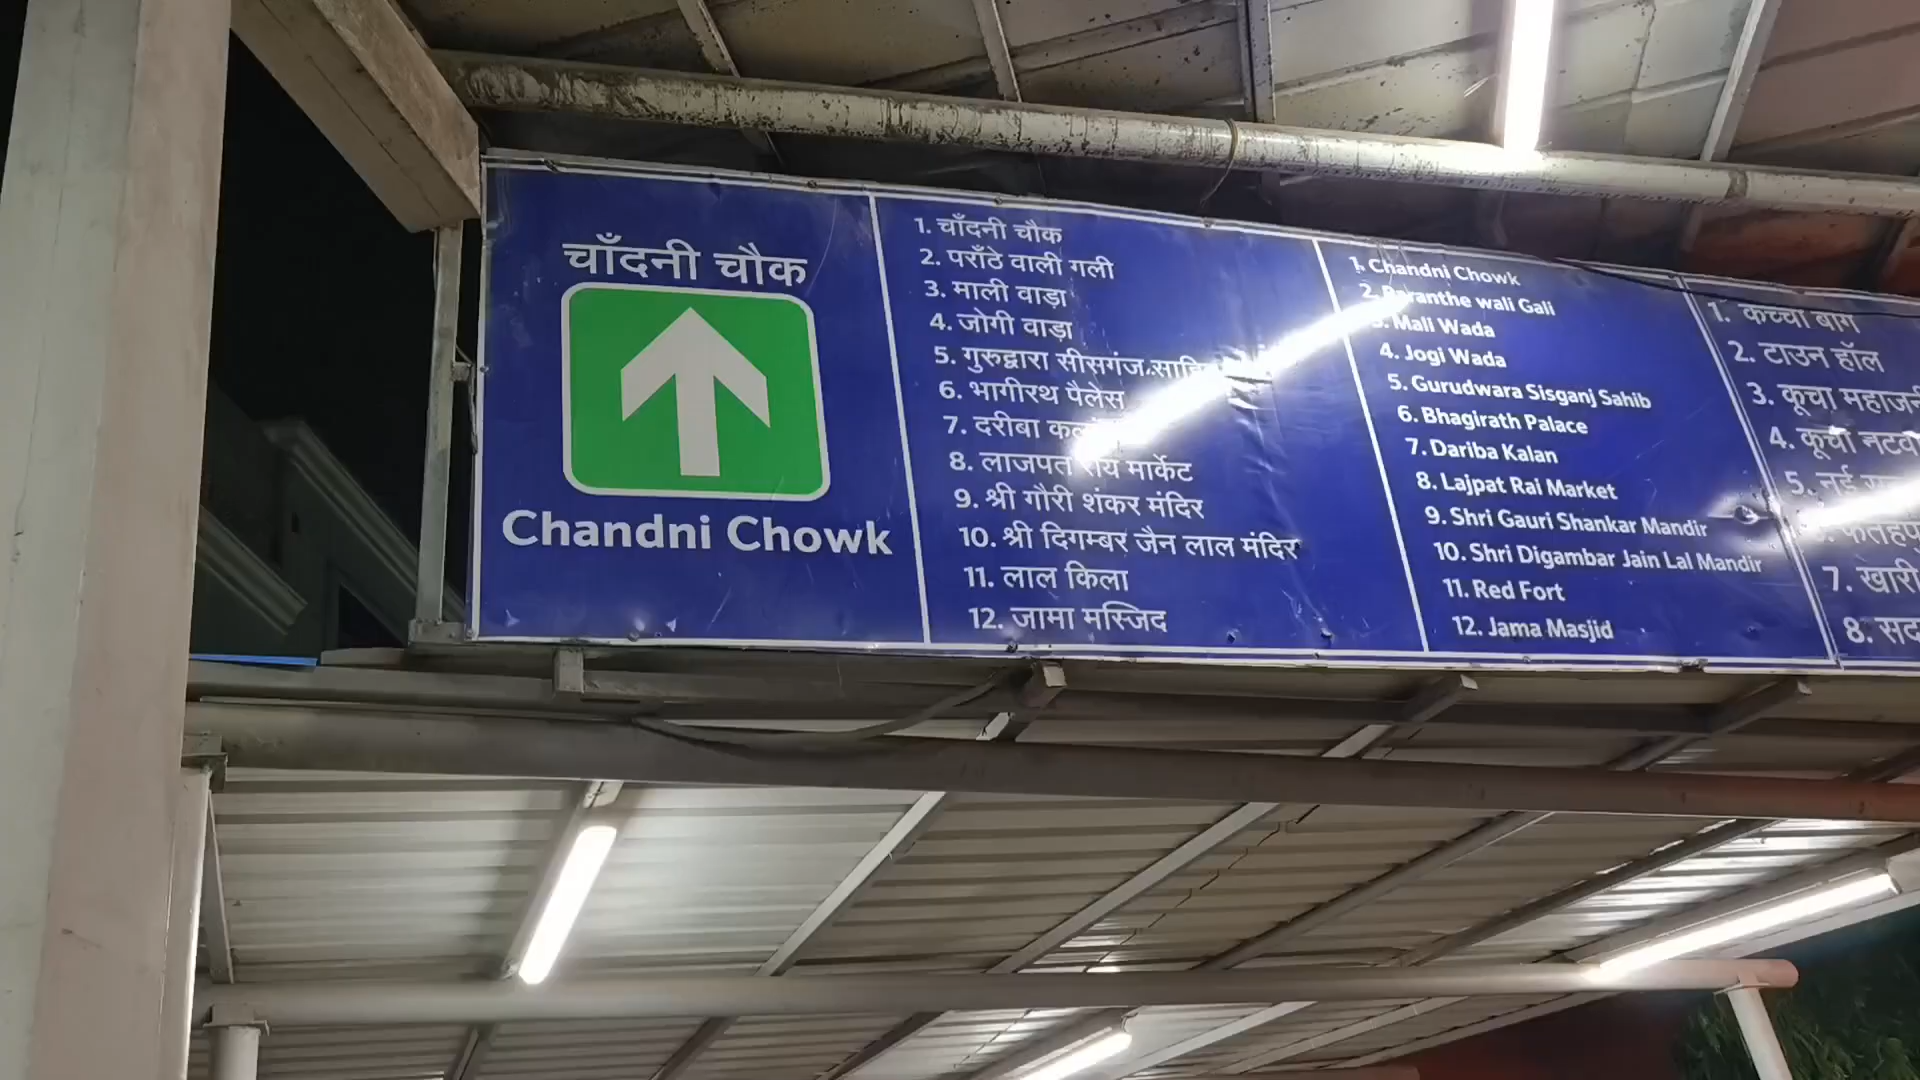 चाँदनी चौक
Chandni Chowk
1. चाँदनी चौक
2. पराँठे वाली गली
3. माली वाड़ा
4. जोगी वाड़ा
5. गुरुद्वारा सीसगंज
6. भागीरथ पैलेस
7. दरीबा
8. लाजपत राय मार्केट
9. श्री गौरी शंकर मंदिर
10. श्री दिगम्बर जैन लाल मंदिर
11. लाल किला
12. जामा मस्जिद
1. Chandni Chowk
2. Paranthe wali Gali
3. Mali Wada
4. Jogi Wada
5. Gurudwara Sisganj Sahib
6. Bhagirath Palace
7. Dariba Kalan
8. Lajpat Rai Market
9. Shri Gauri Shankar Mandir
10. Shri Digambar Jain Lal Mandir
11. Red Fort
12. Jama Masjid
1. कच्चा बाग
2. टाउन हॉल
3. कूचा
4. कूचा
5. नई
7. खारी
8.